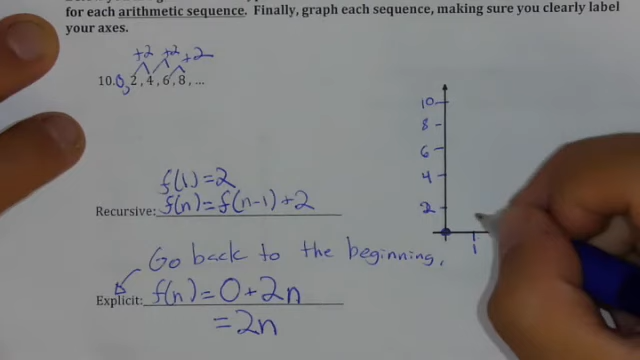 for each arithmetic sequence. Finally, graph each sequence, making sure you clearly label
your axes.
+2 +2 +2
10. 0, 2, 4, 6, 8, ...
f(1)=2
Recursive: f(n)=f(n-1)+2
Go back to the beginning.
Explicit: f(n)=0+2n
=2n
10
8
6
4
2
1